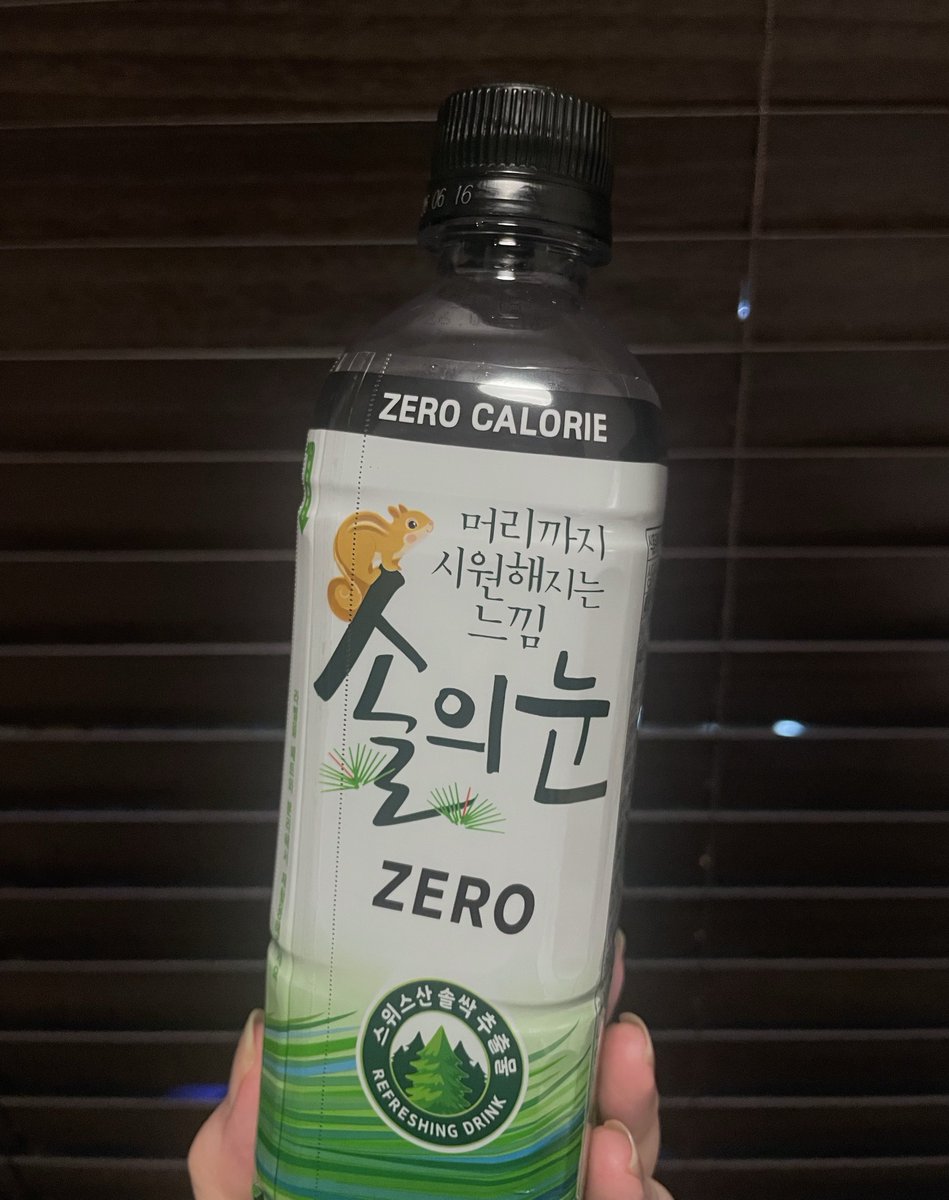 06 16
ZERO CALORIE
머리까지
시원해지는
느낌
솔의눈
ZERO
스위스산 솔싹 추출물
REFRESHING DRINK